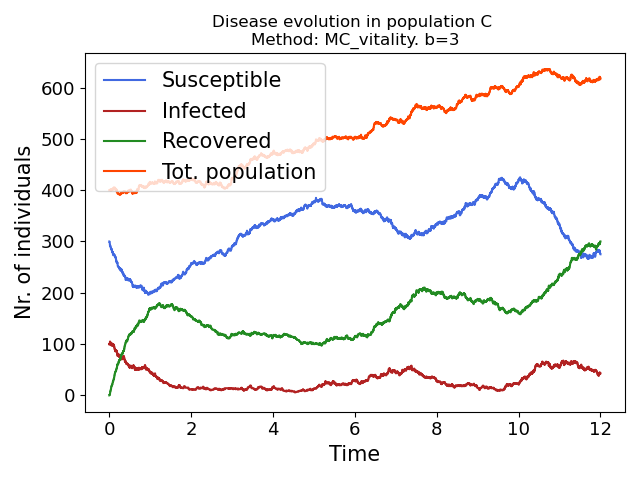 Disease evolution in population C
Method: MC_vitality. b=3
Susceptible
Infected
Recovered
Tot. population
Nr. of individuals
600
500
400
300
200
100
0
0 2 4 6 8 10 12
Time